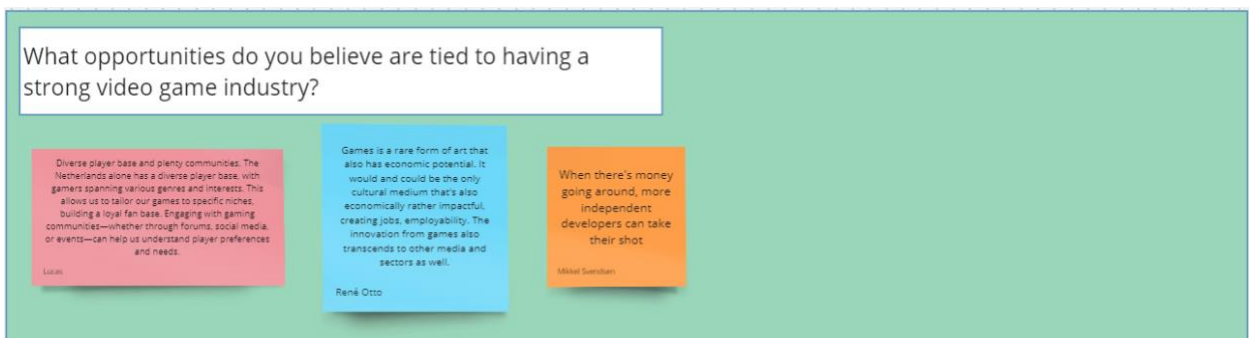 What opportunities do you believe are tied to having a
strong video game industry?
Diverse player base and plenty communities. The
Netherlands alone has a diverse player base, with
gamers spanning various genres and interests. This
allows us to tailor our games to specific niches,
building a loyal fan base. Engaging with gaming
communities—whether through forums, social media,
or events—can help us understand player preferences
and needs.
Lucas
Games is a rare form of art that
also has economic potential. It
would and could be the only
cultural medium that's also
economically rather impactful,
creating jobs, employability. The
innovation from games also
transcends to other media and
sectors as well.
René Otto
When there's money
going around, more
independent
developers can take
their shot
Mikkel Svendsen